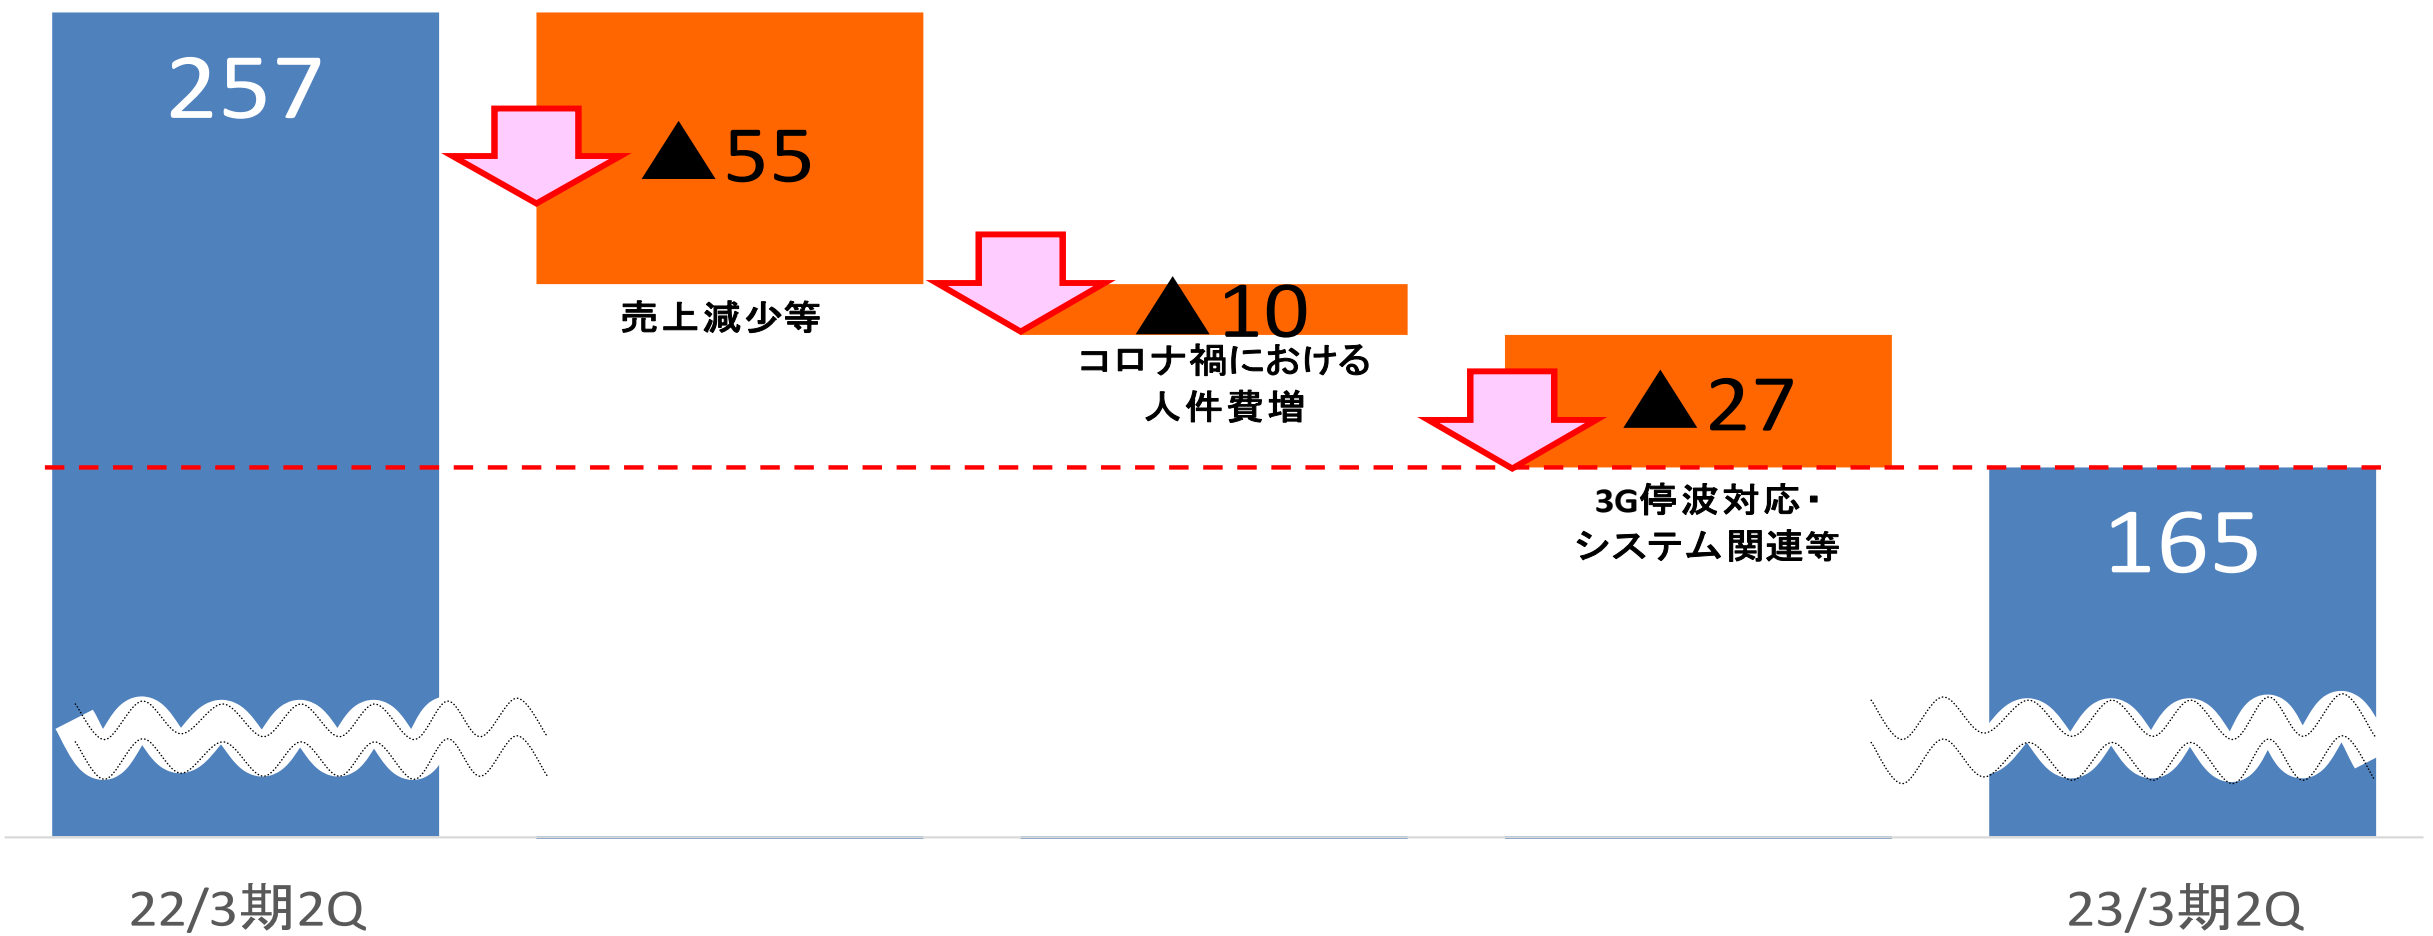 257
▲55
売上減少等
▲10
コロナ禍における
人件費増
▲27
3G停波対応・
システム関連等
165
22/3期2Q
23/3期2Q